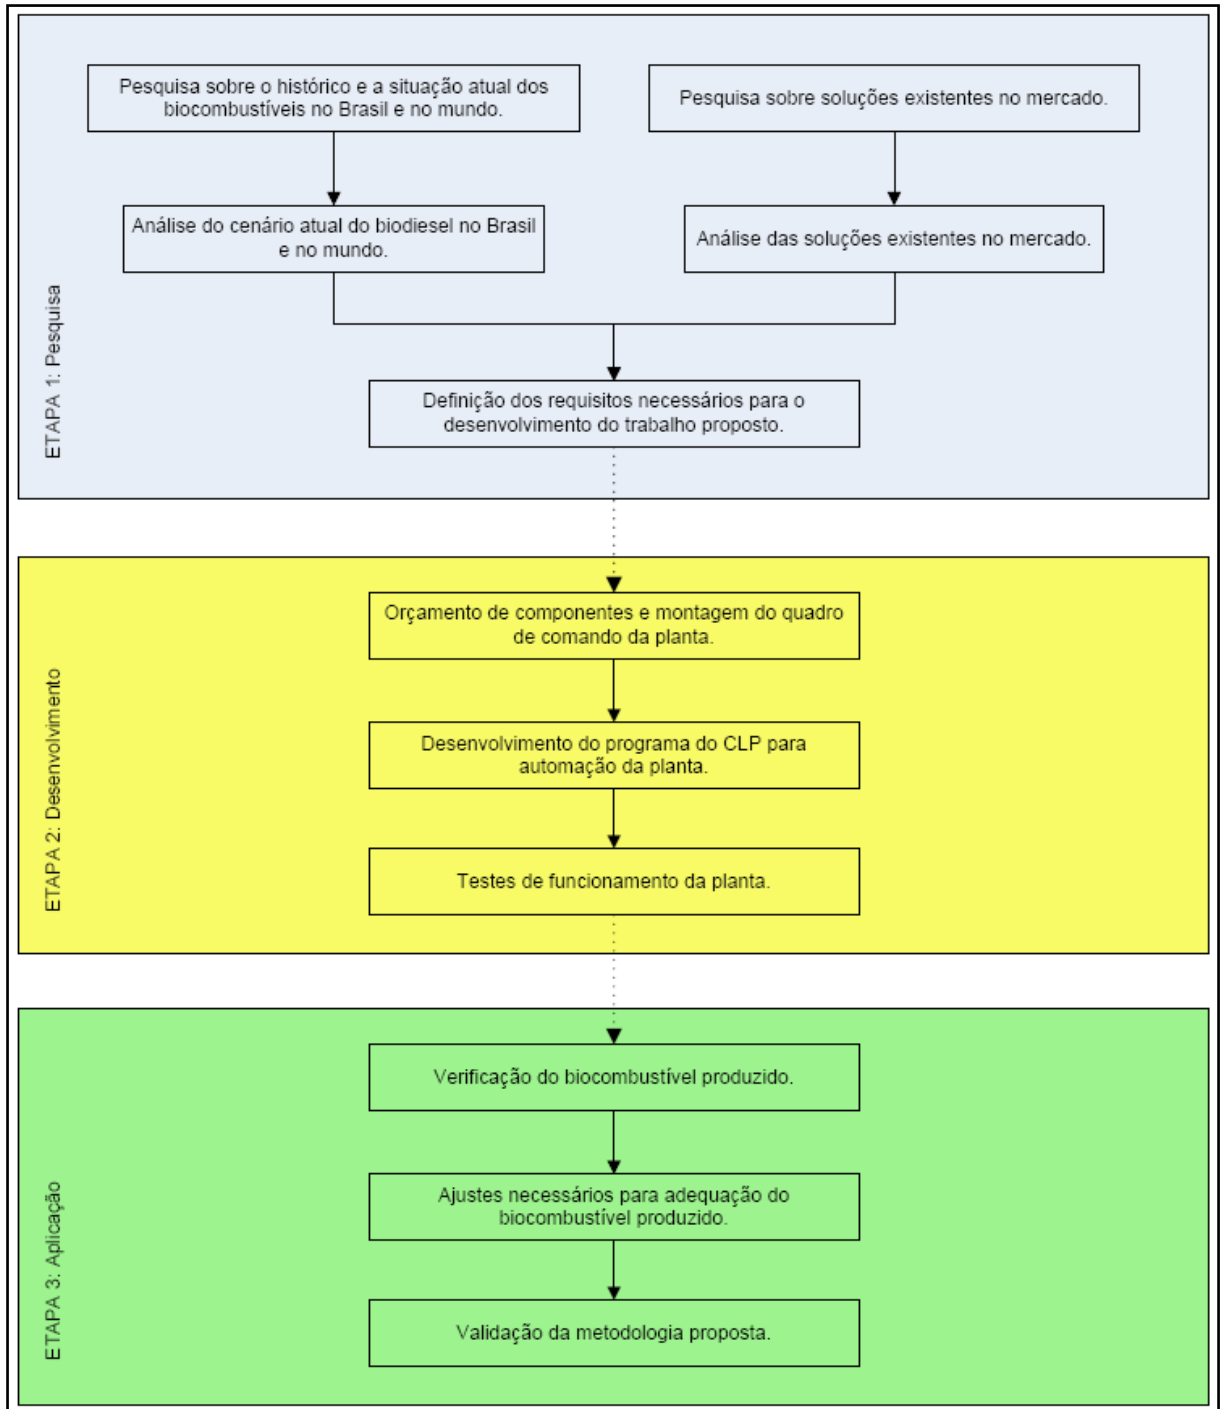 Pesquisa sobre o histórico e a situação atual dos
biocombustíveis no Brasil e no mundo.
Pesquisa sobre soluções existentes no mercado.
Análise do cenário atual do biodiesel no Brasil
e no mundo.
Análise das soluções existentes no mercado.
Definição dos requisitos necessários para o
desenvolvimento do trabalho proposto.
ETAPA 1: Pesquisa
Orçamento de componentes e montagem do quadro
de comando da planta.
Desenvolvimento do programa do CLP para
automação da planta.
Testes de funcionamento da planta.
ETAPA 2: Desenvolvimento
Verificação do biocombustível produzido.
Ajustes necessários para adequação do
biocombustível produzido.
Validação da metodologia proposta.
ETAPA 3: Aplicação